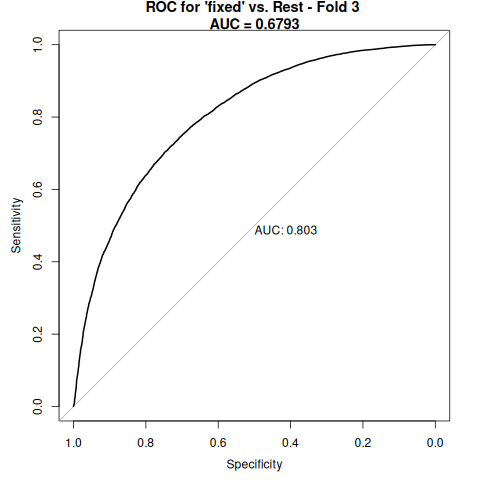 ROC for 'fixed' vs. Rest - Fold 3
AUC = 0.6793
1.0
0.8
0.6
0.4
0.2
0.0
Sensitivity
AUC: 0.803
1.0 0.8 0.6 0.4 0.2 0.0
Specificity